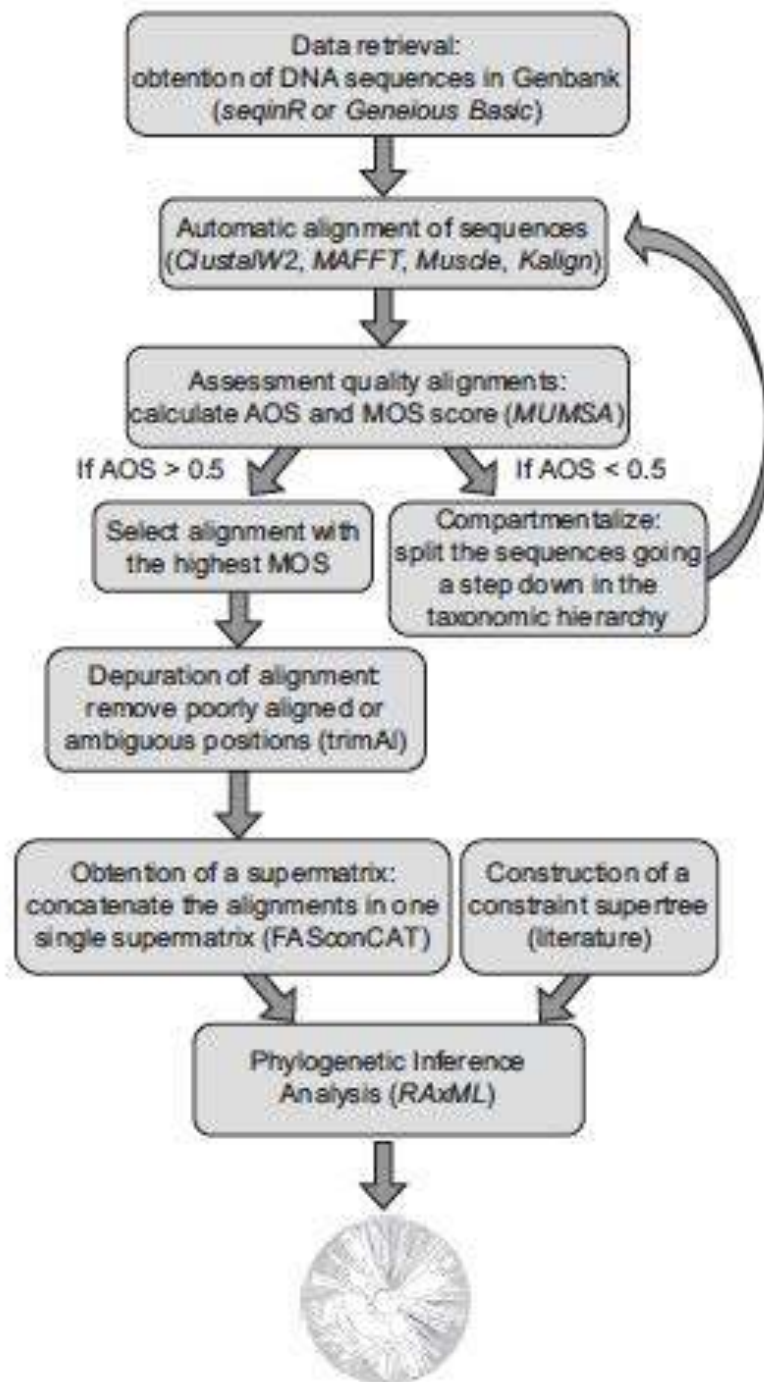 Data retrieval:
obtention of DNA sequences in Genbank
(seqinR or Geneious Basic)
Automatic alignment of sequences
(ClustalW2, MAFFT, Muscle, Kalign)
Assessment quality alignments:
calculate AOS and MOS score (MUMSA)
If AOS > 0.5
If AOS < 0.5
Select alignment with
the highest MOS
Compartmentalize:
split the sequences going
a step down in the
taxonomic hierarchy
Depuration of alignment:
remove poorly aligned or
ambiguous positions (trimAl)
Obtention of a supermatrix:
concatenate the alignments in one
single supermatrix (FASconCAT)
Construction of a
constraint supertree
(literature)
Phylogenetic Inference
Analysis (RAxML)